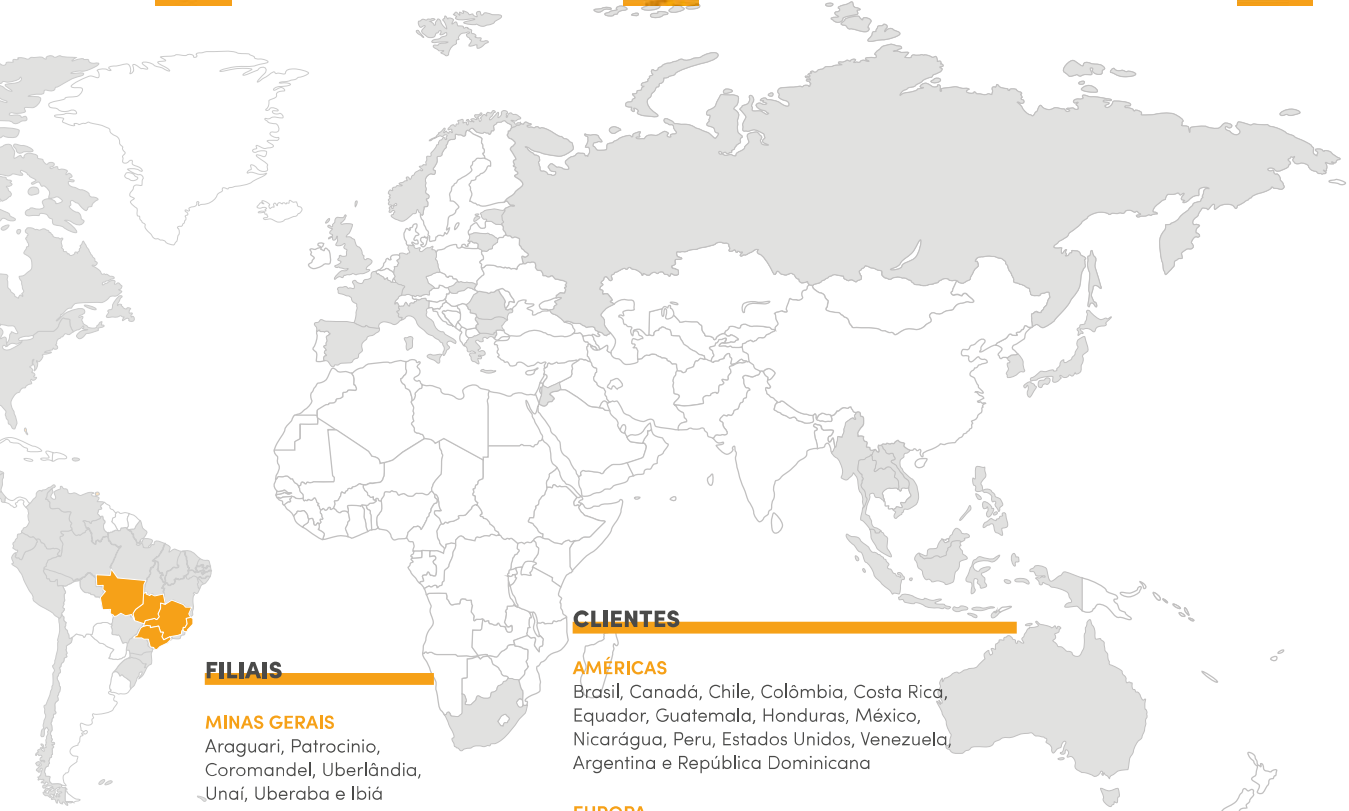 FILIAIS
MINAS GERAIS
Araguari, Patrocinio,
Coromandel, Uberlândia,
Unaí, Uberaba e Ibiá
CLIENTES
AMÉRICAS
Brasil, Canadá, Chile, Colômbia, Costa Rica,
Equador, Guatemala, Honduras, México,
Nicarágua, Peru, Estados Unidos, Venezuela,
Argentina e República Dominicana
EUROPA